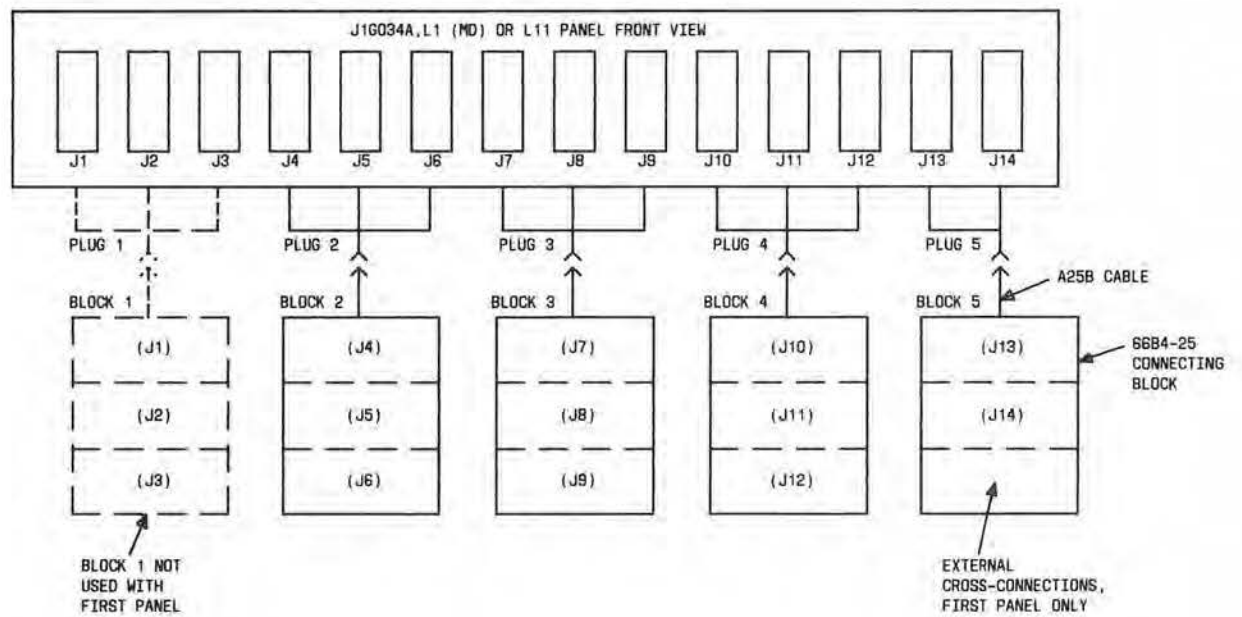 J1G034A,L1 (MD) OR L11 PANEL FRONT VIEW
J1 J2 J3 J4 J5 J6 J7 J8 J9 J10 J11 J12 J13 J14
PLUG 1 PLUG 2 PLUG 3 PLUG 4 PLUG 5
A25B CABLE
BLOCK 1 BLOCK 2 BLOCK 3 BLOCK 4 BLOCK 5
(J1) (J4) (J7) (J10) (J13)
66B4-25
CONNECTING
BLOCK
(J2) (J5) (J8) (J11) (J14)
(J3) (J6) (J9) (J12)
BLOCK 1 NOT
USED WITH
FIRST PANEL
EXTERNAL
CROSS-CONNECTIONS,
FIRST PANEL ONLY